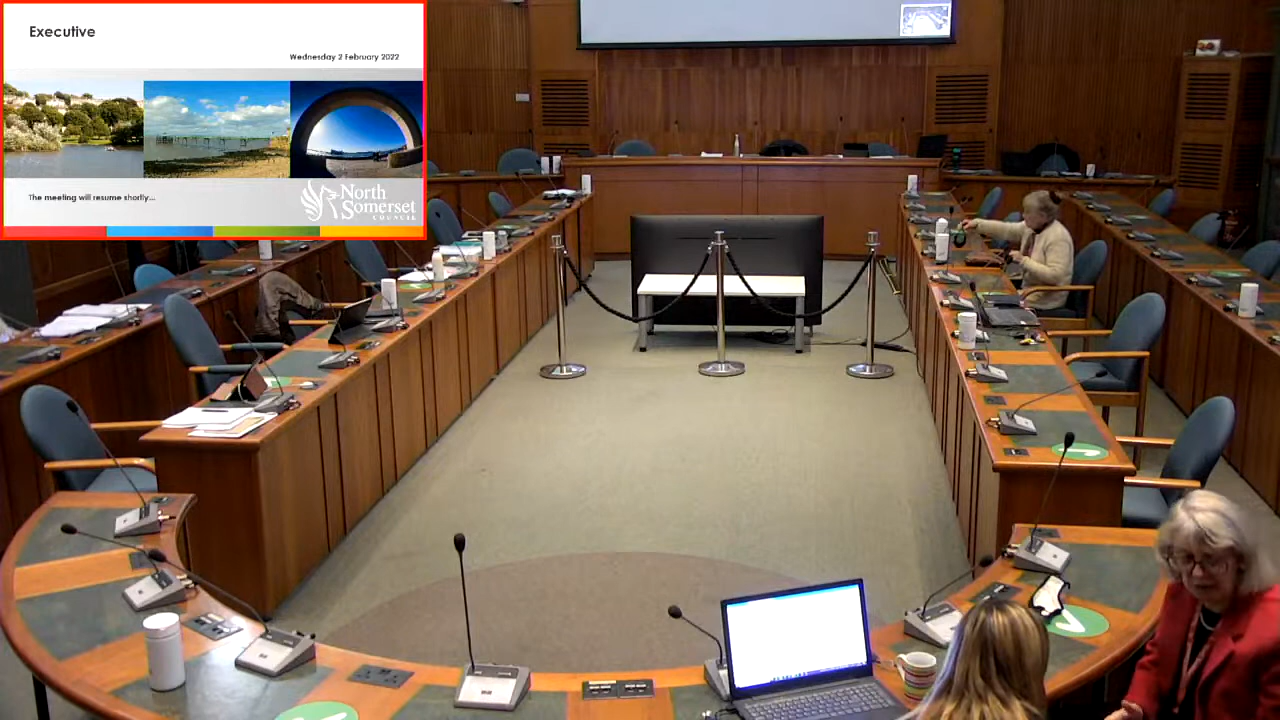 Executive
Wednesday 2 February 2022
The meeting will resume shortly...
North
Somerset
COUNCIL